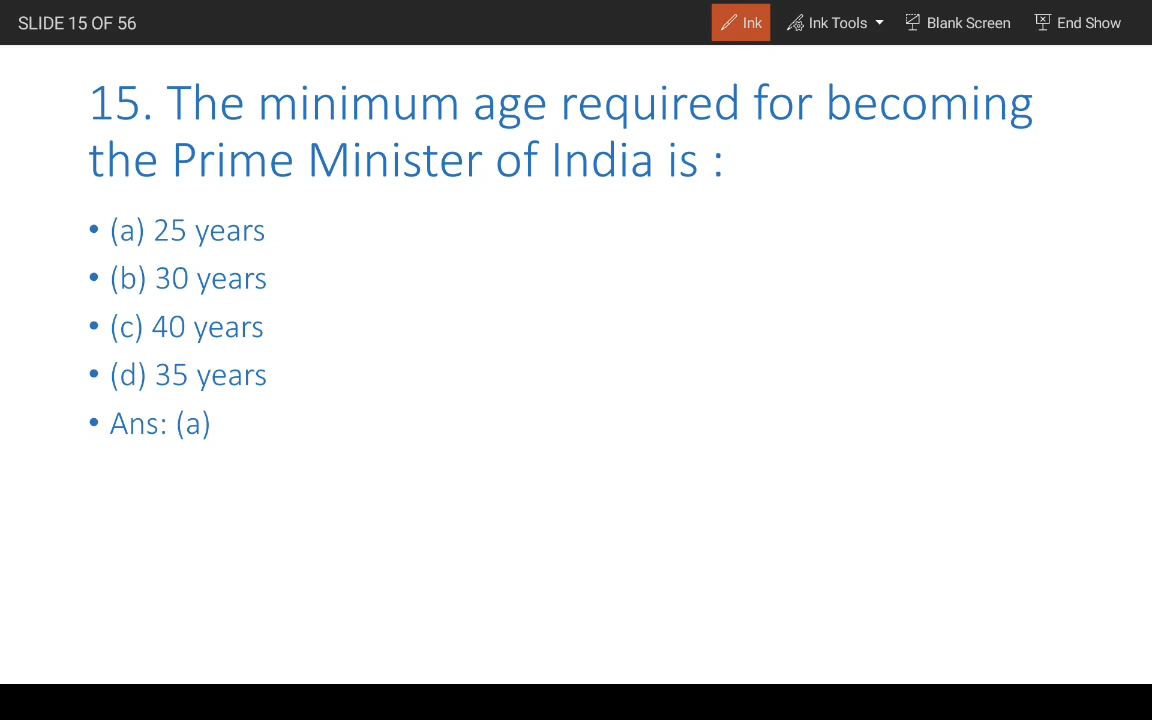 SLIDE 15 OF 56
Ink
Ink Tools
Blank Screen
End Show
15. The minimum age required for becoming
the Prime Minister of India is :
• (a) 25 years
• (b) 30 years
• (c) 40 years
• (d) 35 years
• Ans: (a)